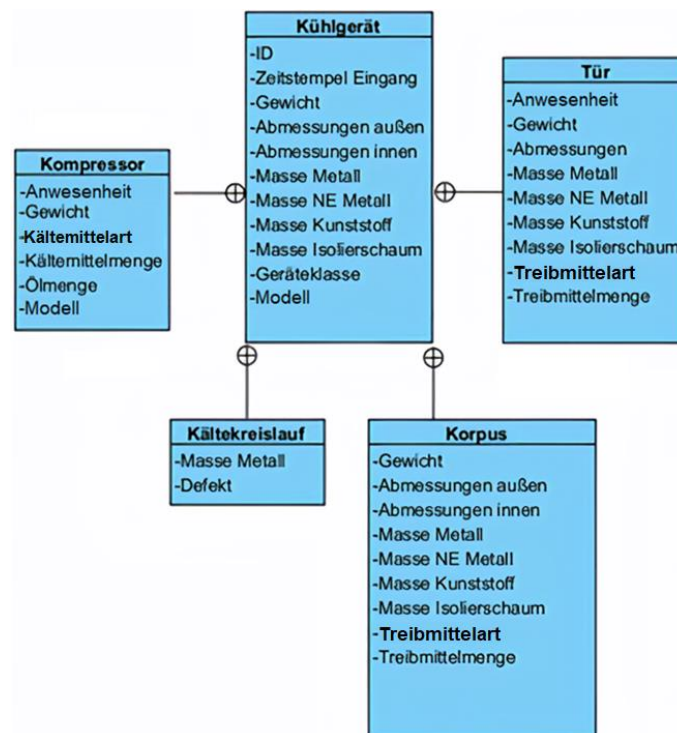 Kühlgerät
-ID
-Zeitstempel Eingang
-Gewicht
-Abmessungen außen
-Abmessungen innen
-Masse Metall
-Masse NE Metall
-Masse Kunststoff
-Masse Isolierschaum
-Geräteklasse
-Modell
Tür
-Anwesenheit
-Gewicht
-Abmessungen
-Masse Metall
-Masse NE Metall
-Masse Kunststoff
-Masse Isolierschaum
-Treibmittelart
-Treibmittelmenge
Kompressor
-Anwesenheit
-Gewicht
-Kältemittelart
-Kältemittelmenge
-Ölmenge
-Modell
Kältekreislauf
-Masse Metall
-Defekt
Korpus
-Gewicht
-Abmessungen außen
-Abmessungen innen
-Masse Metall
-Masse NE Metall
-Masse Kunststoff
-Masse Isolierschaum
-Treibmittelart
-Treibmittelmenge